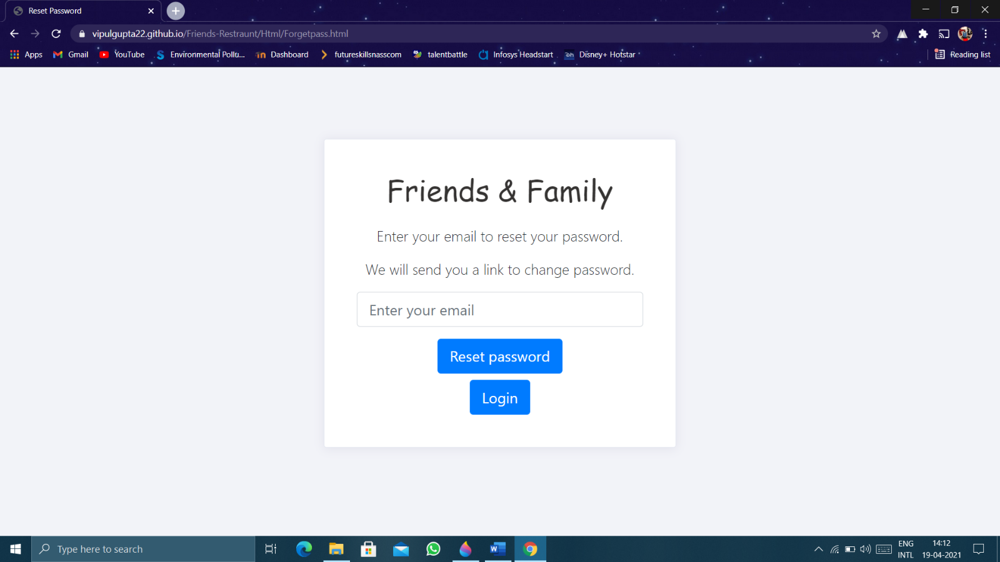 Reset Password
vipulgupta22.github.io/Friends-Restraunt/Html/Forgetpass.html
Apps Gmail YouTube Environmental Pollu... Dashboard futureskillsnasscom talentbattle Infosys Headstart Disney+ Hotstar Reading list
Friends & Family
Enter your email to reset your password.
We will send you a link to change password.
Enter your email
Reset password
Login
Type here to search
ENG
INTL
14:12
19-04-2021